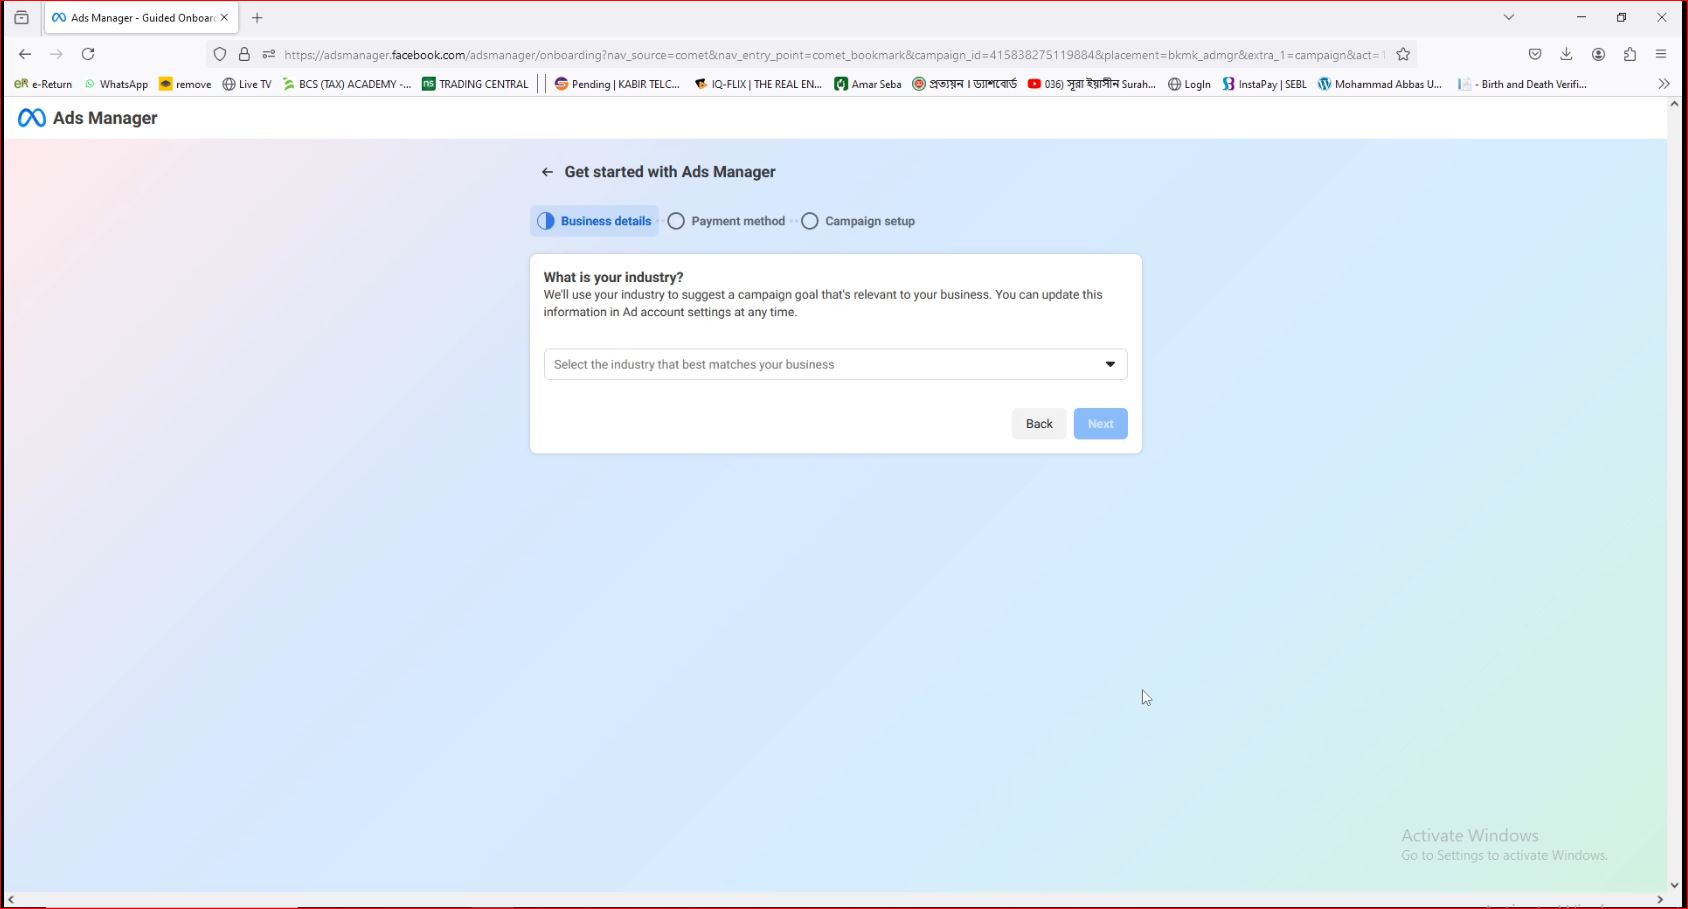 Ads Manager - Guided Onboar
https://adsmanager.facebook.com/adsmanager/onboarding?nav_source=comet&nav_entry_point=comet_bookmark&campaign_id=415838275119884&placement=bkmk_admgr&extra_1=campaign&act=
e-Return WhatsApp remove Live TV BCS (TAX) ACADEMY -... ns TRADING CENTRAL Pending | KABIR TELC... IQ-FLIX | THE REAL EN... Amar Seba প্রত্যয়ন । ড্যাশবোর্ড 036) সূরা ইয়াসীন Surah... LogIn InstaPay | SEBL Mohammad Abbas U... - Birth and Death Verifi...
Ads Manager
Get started with Ads Manager
Business details Payment method Campaign setup
What is your industry?
We'll use your industry to suggest a campaign goal that's relevant to your business. You can update this
information in Ad account settings at any time.
Select the industry that best matches your business
Back Next
Activate Windows
Go to Settings to activate Windows.